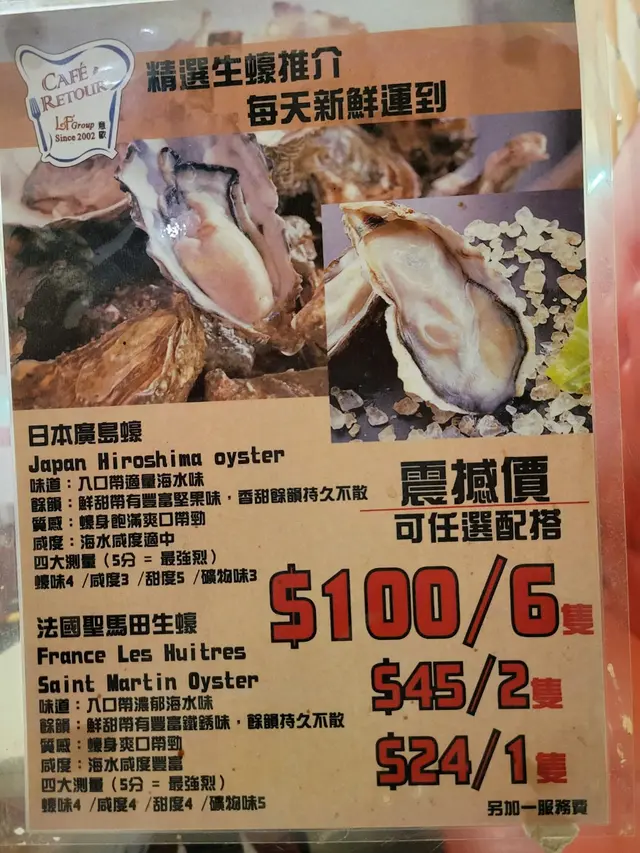 CAFÉ
RETOUR
L&F Group
Since 2002
精選生蠔推介
每天新鮮運到
日本廣島蠔
Japan Hiroshima oyster
味道：入口帶適量海水味
餘韻：鮮甜帶有豐富堅果味，香甜餘韻持久不散
質感：蠔身飽滿爽口帶勁
咸度：海水咸度適中
四大測量（5分 = 最強烈）
蠔味4 /咸度3 /甜度5 /礦物味3
法國聖馬田生蠔
France Les Huitres
Saint Martin Oyster
味道：入口帶濃郁海水味
餘韻：鮮甜帶有豐富鐵銹味，餘韻持久不散
質感：蠔身爽口帶勁
咸度：海水咸度豐富
四大測量（5分 = 最強烈）
蠔味4 /咸度4 /甜度4 /礦物味5
震撼價
可任選配搭
$100/6隻
$45/2隻
$24/1隻
另加一服務費